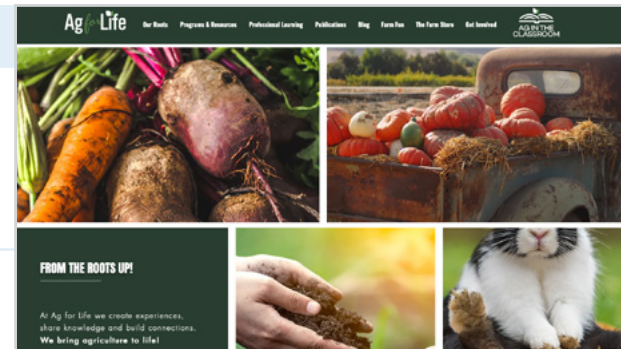 Ag for Life
Our Roots Programs & Resources Professional Learning Publications Blog Farm Fun The Farm Store Get Involved
AG IN THE
CLASSROOM
FROM THE ROOTS UP!
At Ag for Life we create experiences,
share knowledge and build connections.
We bring agriculture to life!